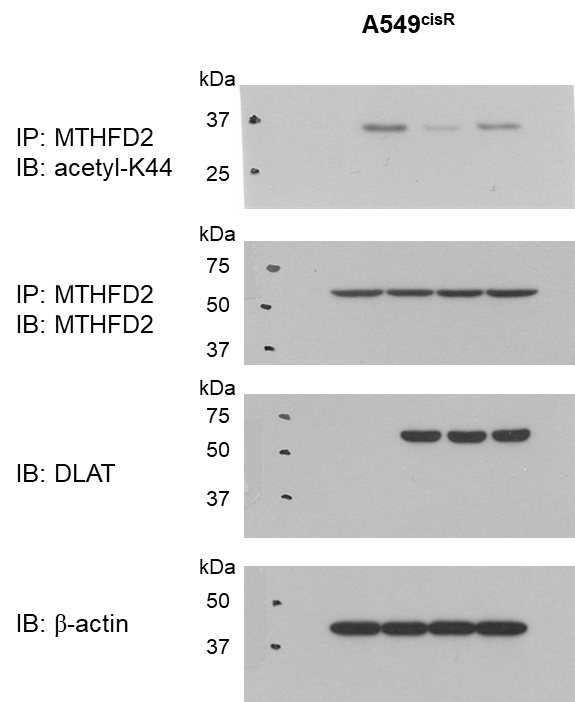 A549cisR
kDa
37
IP: MTHFD2
IB: acetyl-K44
25
kDa
75
IP: MTHFD2
50
IB: MTHFD2
37
kDa
75
50
IB: DLAT
37
kDa
50
IB: β-actin
37